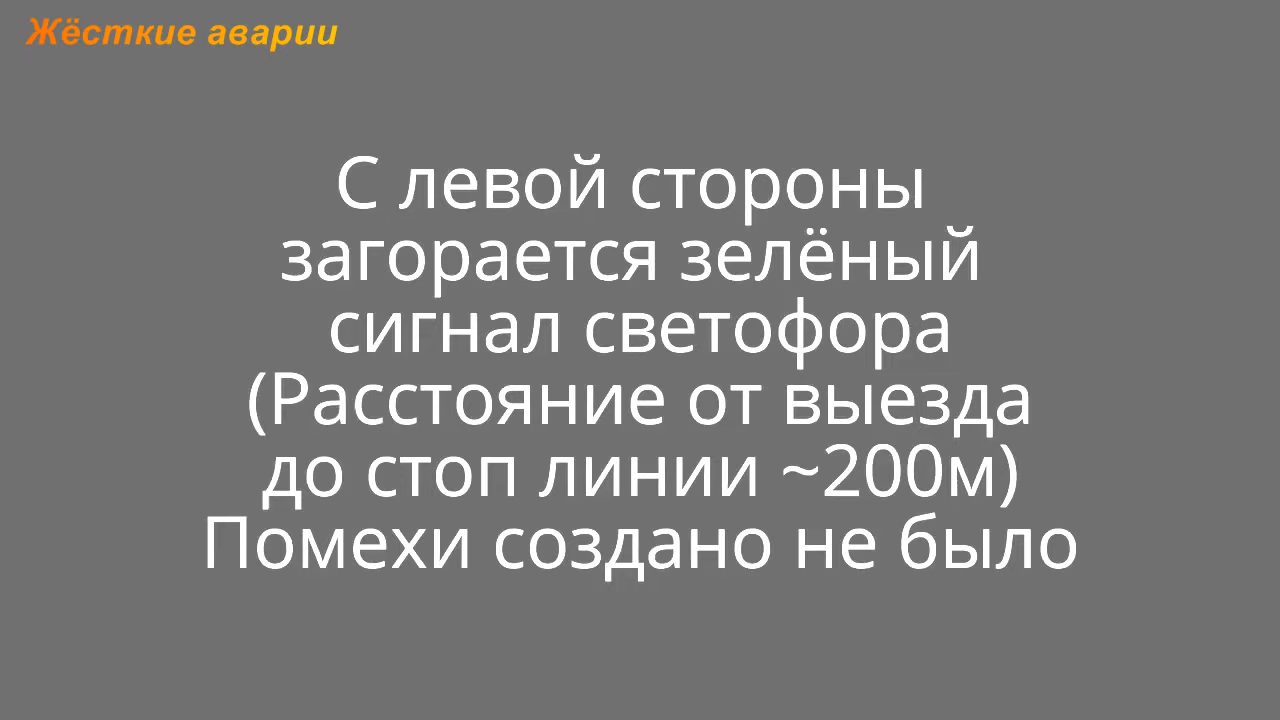 Жёсткие аварии
С левой стороны
загорается зелёный
сигнал светофора
(Расстояние от выезда
до стоп линии ~200м)
Помехи создано не было